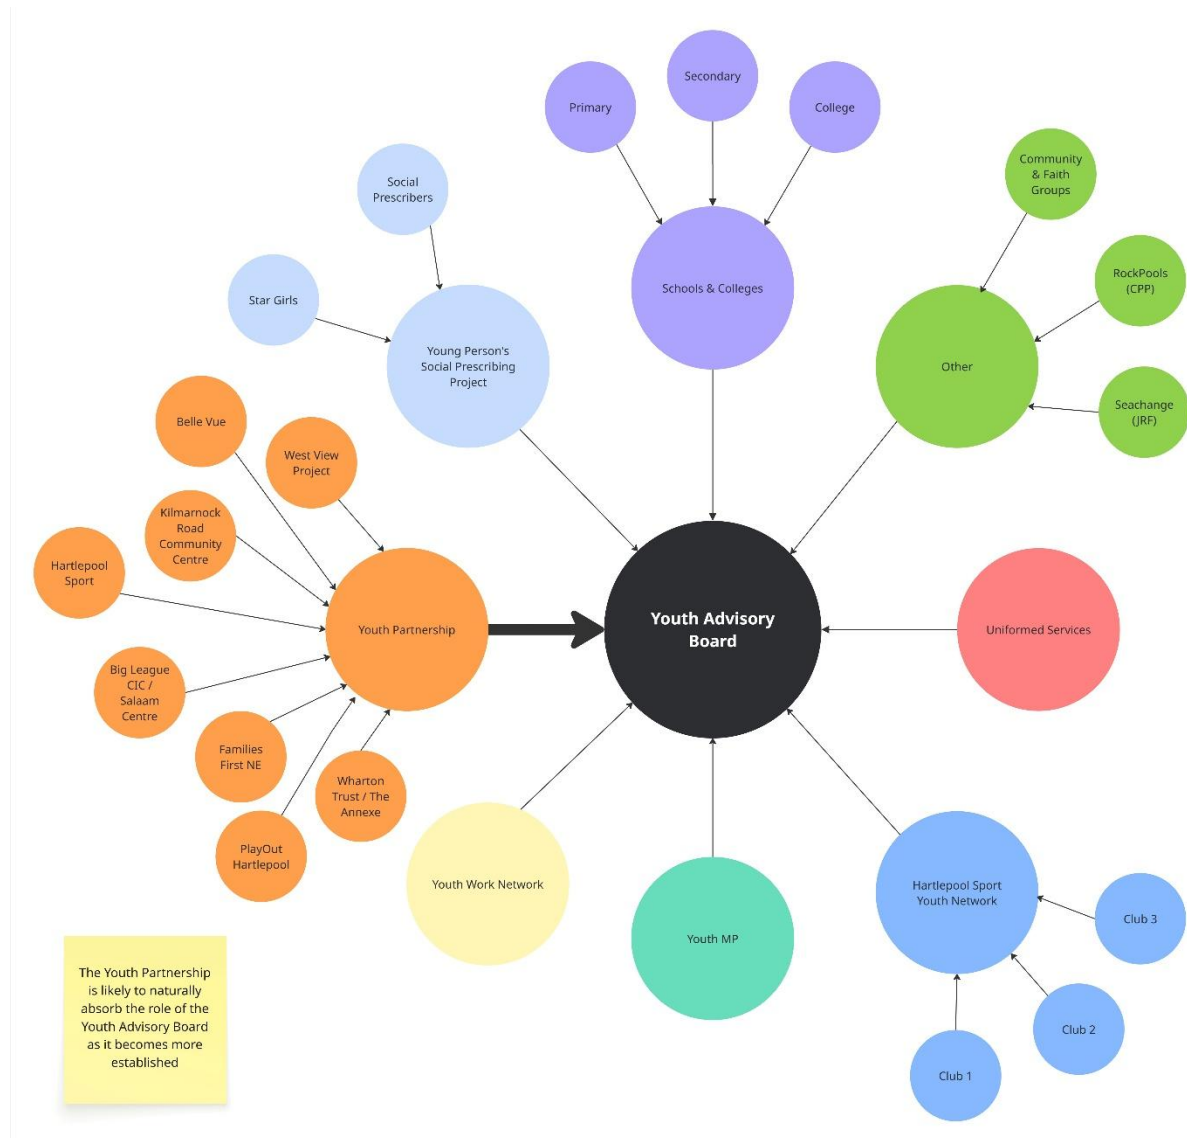 Secondary
Primary
College
Community
& Faith
Groups
Social
Prescribers
RockPools
(CPP)
Star Girls
Schools & Colleges
Young Person's
Social Prescribing
Project
Other
Seachange
(JRF)
Belle Vue
West View
Project
Kilmarnock
Road
Community
Centre
Hartlepool
Sport
Youth Partnership
Youth Advisory
Board
Uniformed Services
Big League
CIC /
Salaam
Centre
Families
First NE
Wharton
Trust / The
Annexe
PlayOut
Hartlepool
Youth Work Network
Youth MP
Hartlepool Sport
Youth Network
Club 3
Club 2
Club 1
The Youth Partnership
is likely to naturally
absorb the role of the
Youth Advisory Board
as it becomes more
established